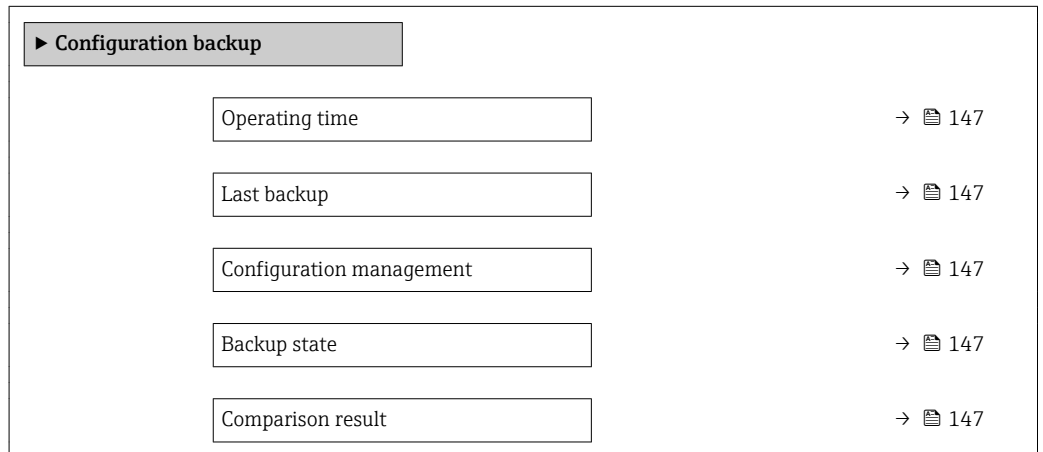 ▶ Configuration backup
Operating time → 147
Last backup → 147
Configuration management → 147
Backup state → 147
Comparison result → 147